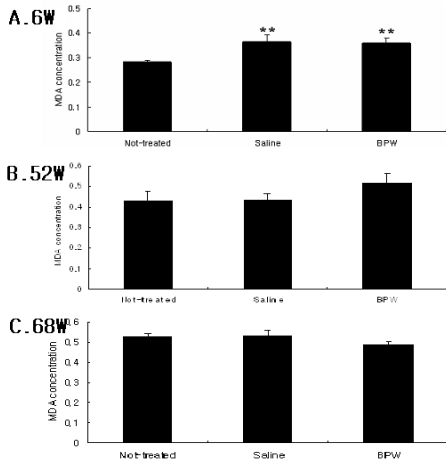 A.6W
MDA concentration
0.5
0.4
0.3
0.2
0.1
0
** **
Not-treated Saline BPW
B.52W
MDA concentration
0.6
0.5
0.4
0.3
0.2
0.1
0
Not-treated Saline BPW
C.68W
MDA concentration
0.6
0.5
0.4
0.3
0.2
0.1
0
Not-treated Saline BPW